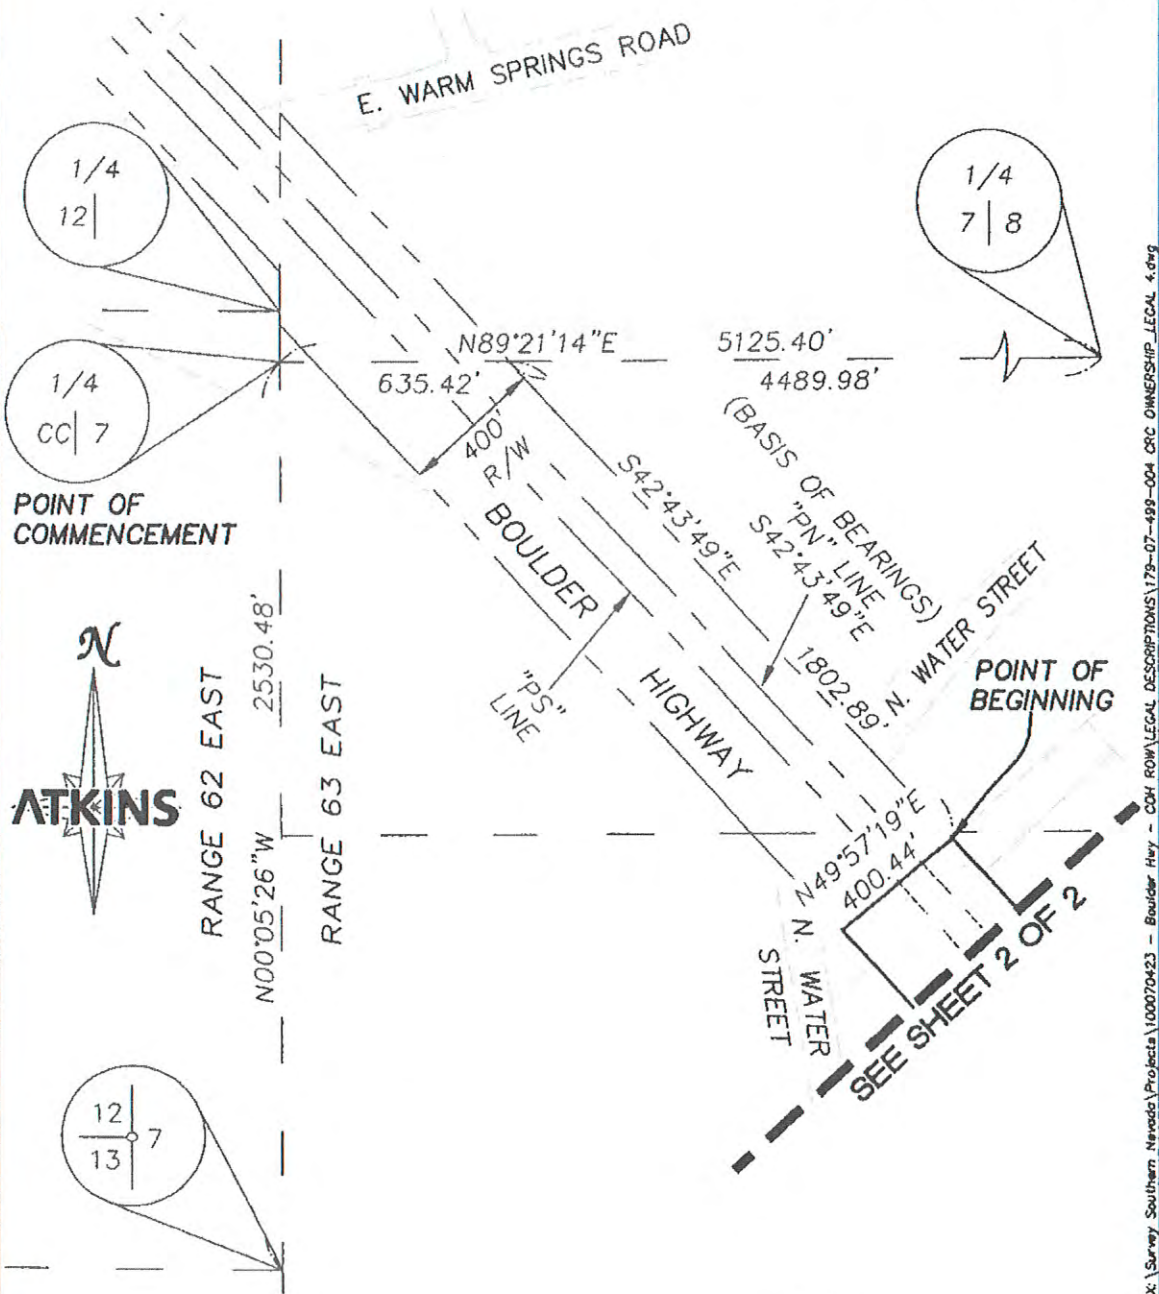 E. WARM SPRINGS ROAD
1/4
12
1/4
7 8
N89°21'14"E
5125.40'
635.42'
4489.98'
1/4
CC 7
POINT OF
COMMENCEMENT
400'
R/W
BOULDER
HIGHWAY
S42°43'49"E
1802.89'
(BASIS OF BEARINGS)
"PN" LINE
S42°43'49"E
"PS"
LINE
N. WATER STREET
POINT OF
BEGINNING
N
ATKINS
RANGE 62 EAST
N00°05'26"W
2530.48'
RANGE 63 EAST
N49°57'19"E
400.44'
N. WATER
STREET
SEE SHEET 2 OF 2
12
7
13
X:\Survey Southern Nevada\Projects\100070423 - Boulder Hwy - COH ROW\LEGAL DESCRIPTIONS\179-07-499-004 CRC OWNERSHIP_LEGAL 4.dwg